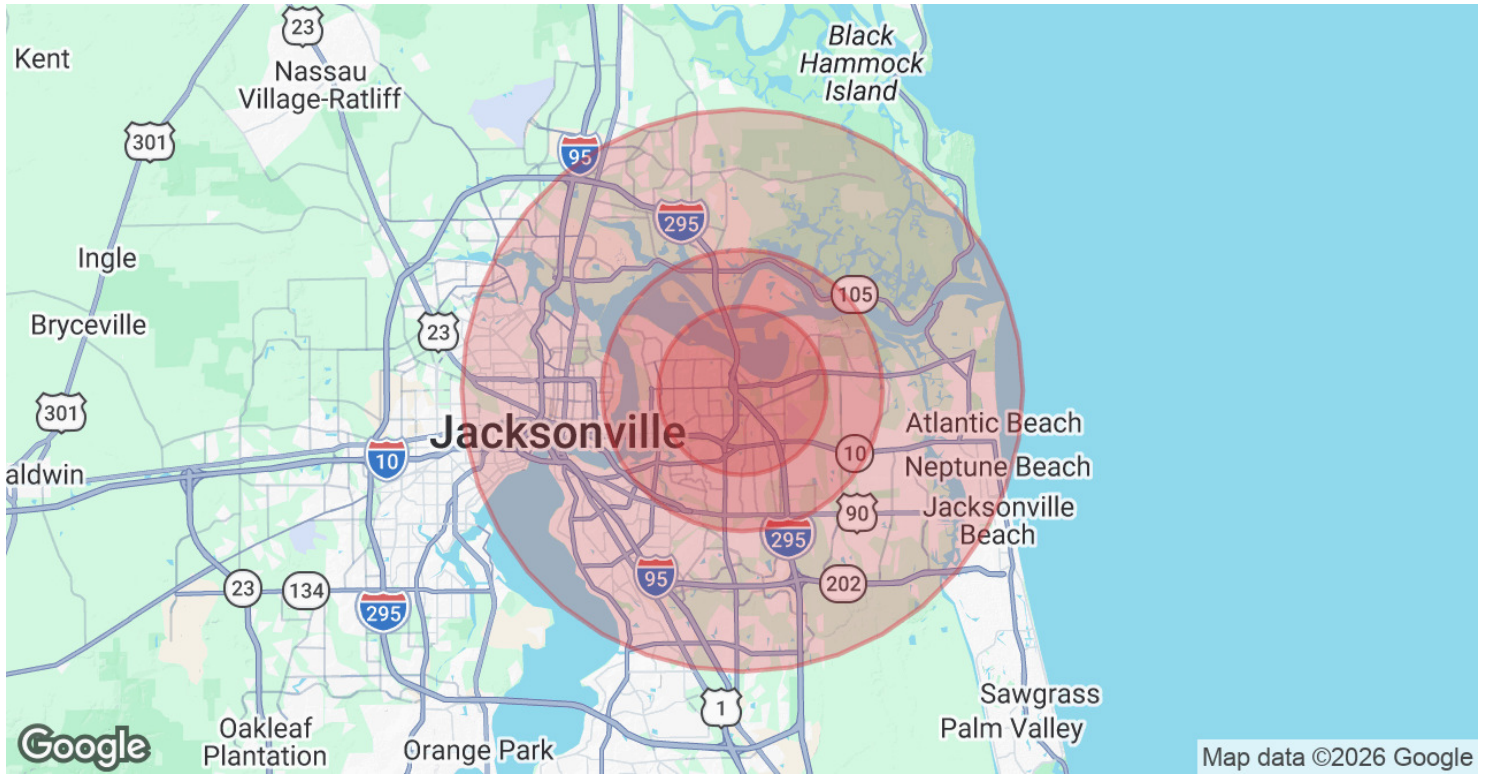 Kent
23
Nassau
Village-Ratliff
Black
Hammock
Island
301
95
295
Ingle
105
Bryceville
23
301
Jacksonville
Atlantic Beach
10
10
Neptune Beach
aldwin
90
Jacksonville
Beach
295
95
202
23
134
295
Sawgrass
1
Palm Valley
Oakleaf
Plantation
Orange Park
Google
Map data ©2026 Google